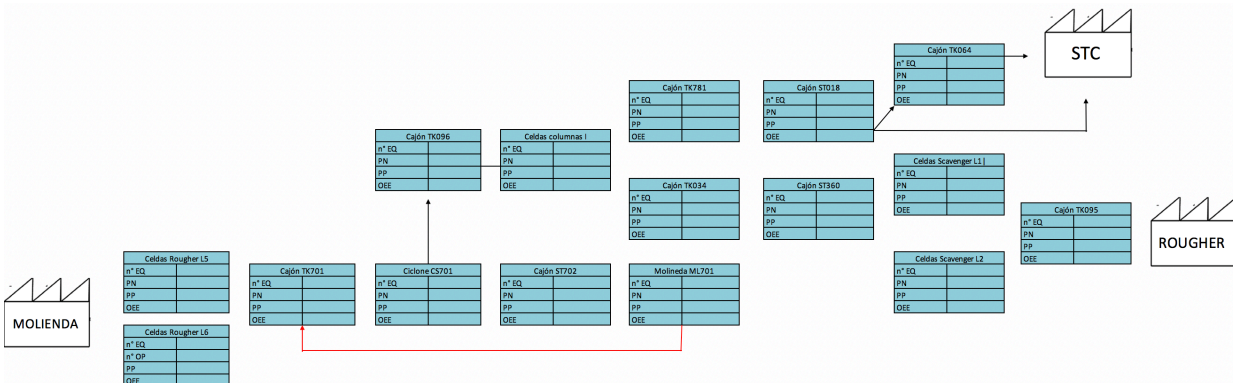 Cajón TK064
n° EQ
PN
PP
OEE
STC
Cajón TK781
n° EQ
PN
PP
OEE
Cajón ST018
n° EQ
PN
PP
OEE
Cajón TK096
n° EQ
PN
PP
OEE
Celdas columnas I
n° EQ
PN
PP
OEE
Celdas Scavenger L1|
n° EQ
PN
PP
OEE
Cajón TK034
n° EQ
PN
PP
OEE
Cajón ST360
n° EQ
PN
PP
OEE
Cajón TK095
n° EQ
PN
PP
OEE
ROUGHER
Celdas Rougher L5
n° EQ
PN
PP
OEE
Cajón TK701
n° EQ
PN
PP
OEE
Ciclone CS701
n° EQ
PN
PP
OEE
Cajón ST702
n° EQ
PN
PP
OEE
Molineda ML701
n° EQ
PN
PP
OEE
Celdas Scavenger L2
n° EQ
PN
PP
OEE
MOLIENDA
Celdas Rougher L6
n° EQ
n° OP
PP
OEE